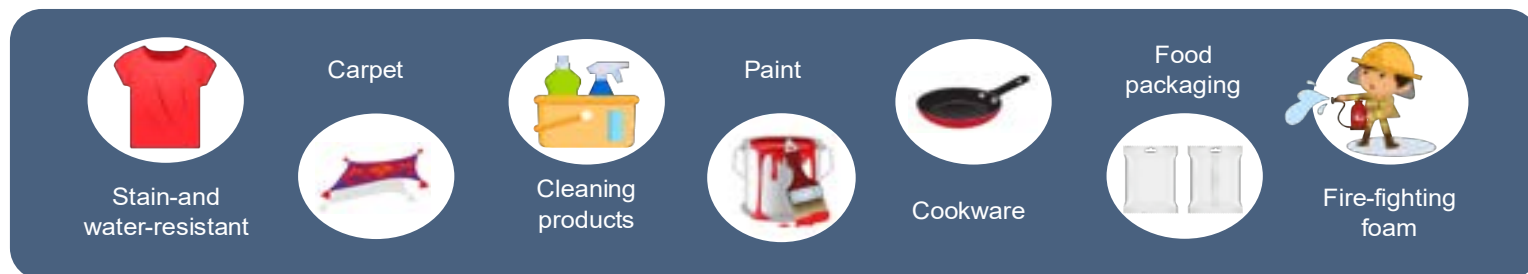 Stain-and
water-resistant
Carpet
Cleaning
products
Paint
Cookware
Food
packaging
Fire-fighting
foam